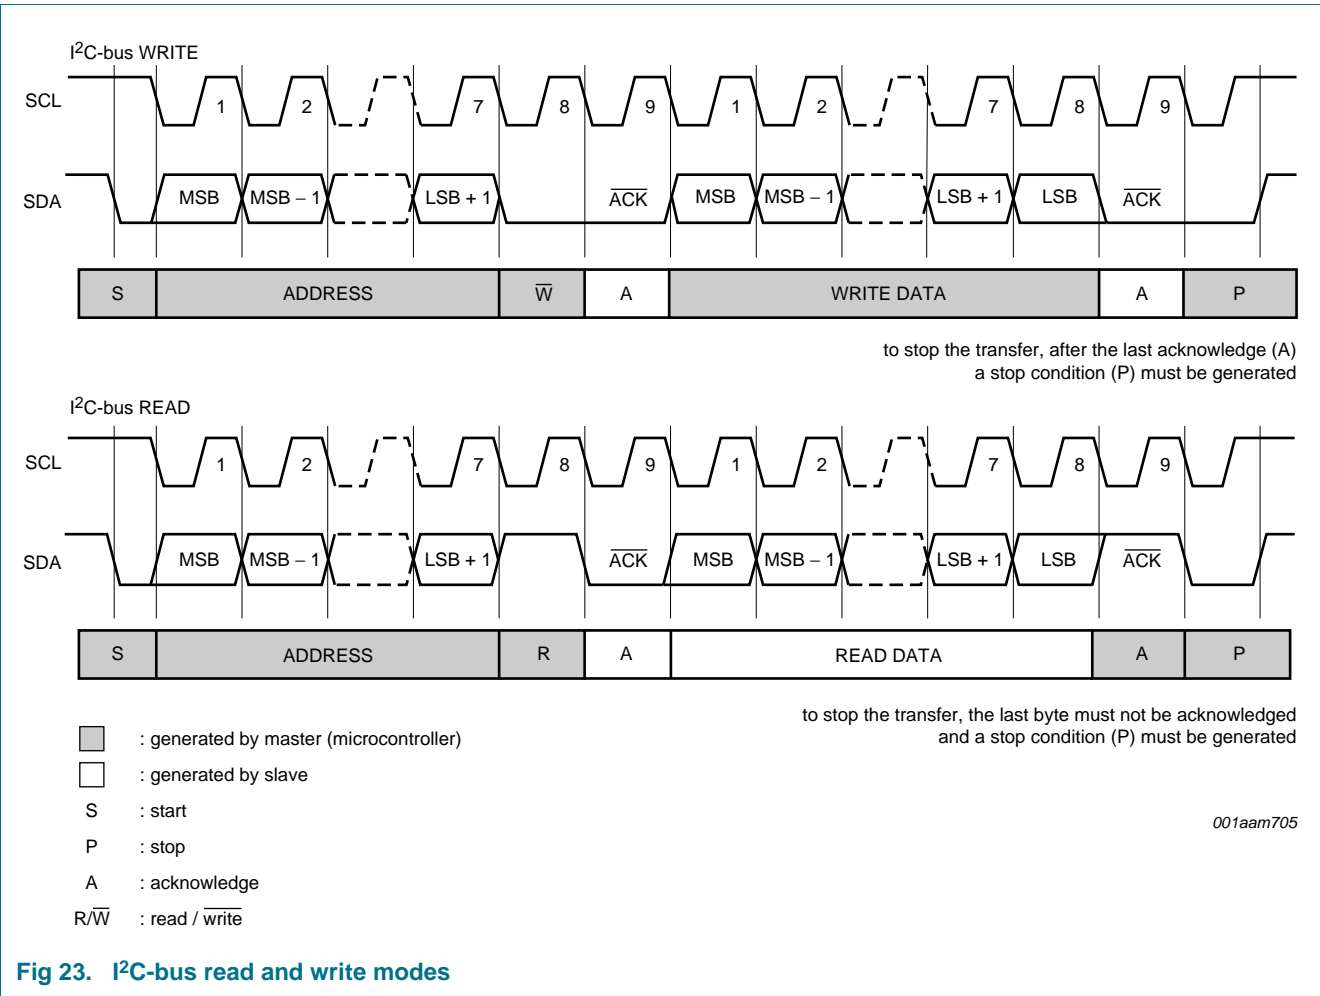 I2C-bus WRITE
SCL 1 2 7 8 9 1 2 7 8 9
SDA MSB MSB − 1 LSB + 1 ACK MSB MSB − 1 LSB + 1 LSB ACK
S ADDRESS W A WRITE DATA A P
to stop the transfer, after the last acknowledge (A)
a stop condition (P) must be generated
I2C-bus READ
SCL 1 2 7 8 9 1 2 7 8 9
SDA MSB MSB − 1 LSB + 1 ACK MSB MSB − 1 LSB + 1 LSB ACK
S ADDRESS R A READ DATA A P
to stop the transfer, the last byte must not be acknowledged
and a stop condition (P) must be generated
: generated by master (microcontroller)
: generated by slave
S : start
P : stop
A : acknowledge
R/W : read / write
001aam705
Fig 23. I2C-bus read and write modes